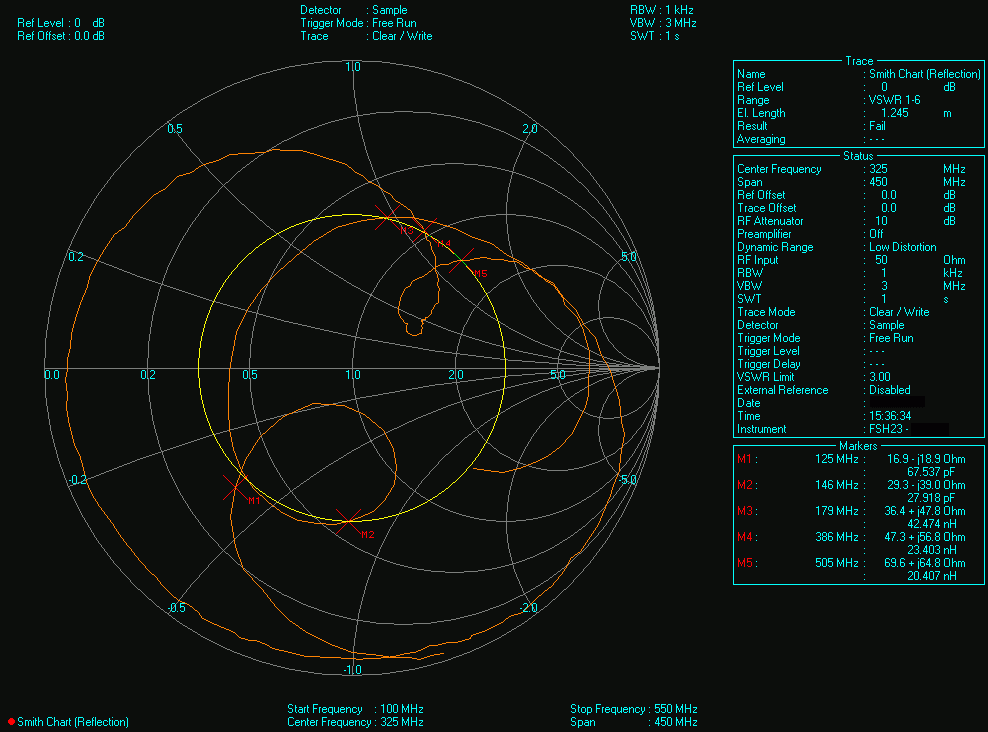 Ref Level : 0 dB
Ref Offset : 0.0 dB
Detector : Sample
Trigger Mode : Free Run
Trace : Clear / Write
RBW : 1 kHz
VBW : 3 MHz
SWT : 1 s
1.0
0.5
2.0
0.2
5.0
0.0
0.2
0.5
1.0
2.0
5.0
-0.2
-5.0
-0.5
-2.0
-1.0
M3
M4
M5
M1
M2
Trace
Name : Smith Chart (Reflection)
Ref Level : 0 dB
Range : VSWR 1-6
El. Length : 1.245 m
Result : Fail
Averaging : - - -
Status
Center Frequency : 325 MHz
Span : 450 MHz
Ref Offset : 0.0 dB
Trace Offset : 0.0 dB
RF Attenuator : 10 dB
Preamplifier : Off
Dynamic Range : Low Distortion
RF Input : 50 Ohm
RBW : 1 kHz
VBW : 3 MHz
SWT : 1 s
Trace Mode : Clear / Write
Detector : Sample
Trigger Mode : Free Run
Trigger Level : - - -
Trigger Delay : - - -
VSWR Limit : 3.00
External Reference : Disabled
Date :
Time : 15:36:34
Instrument : FSH23 -
Markers
M1 : 125 MHz : 16.9 - j18.9 Ohm
: 67.537 pF
M2 : 146 MHz : 29.3 - j39.0 Ohm
: 27.918 pF
M3 : 179 MHz : 36.4 + j47.8 Ohm
: 42.474 nH
M4 : 386 MHz : 47.3 + j56.8 Ohm
: 23.403 nH
M5 : 505 MHz : 69.6 + j64.8 Ohm
: 20.407 nH
Smith Chart (Reflection)
Start Frequency : 100 MHz
Center Frequency : 325 MHz
Stop Frequency : 550 MHz
Span : 450 MHz